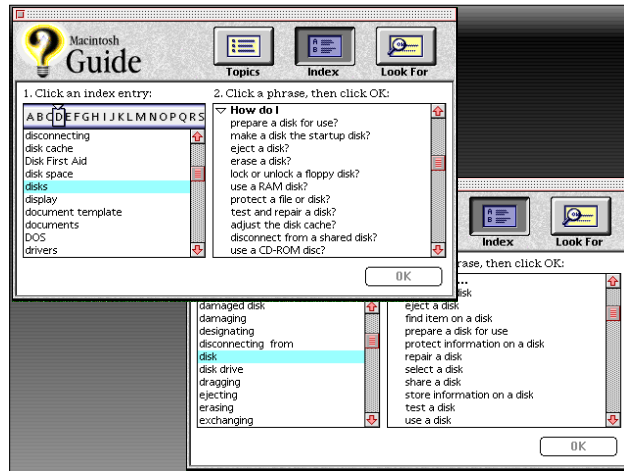 Macintosh
Guide
Topics
Index
Look For
1. Click an index entry:
2. Click a phrase, then click OK:
A B C D E F G H I J K L M N O P Q R S
disconnecting
disk cache
Disk First Aid
disk space
disks
display
document template
documents
DOS
drivers
How do I
prepare a disk for use?
make a disk the startup disk?
eject a disk?
erase a disk?
lock or unlock a floppy disk?
use a RAM disk?
protect a file or disk?
test and repair a disk?
adjust the disk cache?
disconnect from a shared disk?
use a CD-ROM disc?
OK
Index
Look For
rase, then click OK:
damaged disk
damaging
designating
disconnecting from
disk
disk drive
dragging
ejecting
erasing
exchanging
...
disk
eject a disk
find item on a disk
prepare a disk for use
protect information on a disk
repair a disk
select a disk
share a disk
store information on a disk
test a disk
use a disk
OK